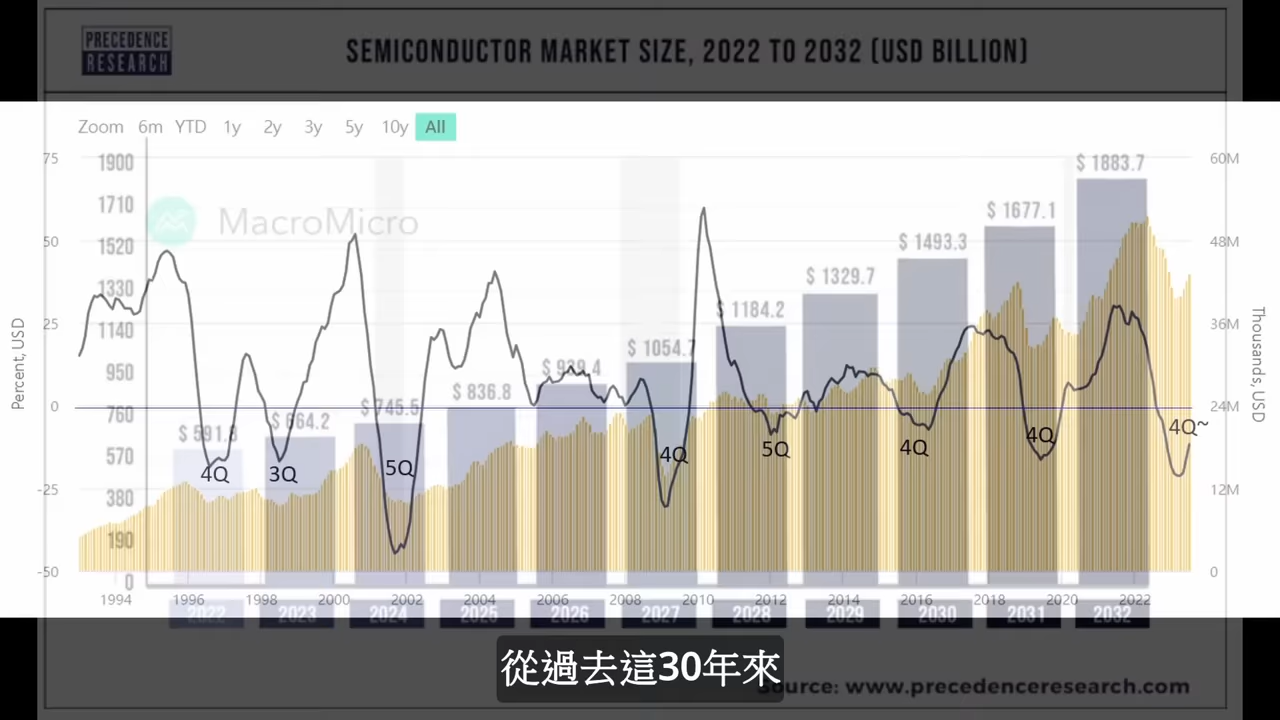 PRECEDENCE
RESEARCH
SEMICONDUCTOR MARKET SIZE, 2022 TO 2032 (USD BILLION)
Zoom 6m YTD 1y 2y 3y 5y 10y All
75
50
25
0
-25
-50
Percent, USD
1900
1710
1520
1330
1140
950
760
570
380
190
0
MacroMicro
60M
48M
36M
24M
12M
0
Thousands, USD
$ 591.8
$ 664.2
$ 745.5
$ 836.8
$ 939.4
$ 1054.7
$ 1184.2
$ 1329.7
$ 1493.3
$ 1677.1
$ 1883.7
4Q
3Q
5Q
4Q
5Q
4Q
4Q
4Q~
1994 1996 1998 2000 2002 2004 2006 2008 2010 2012 2014 2016 2018 2020 2022
2022 2023 2024 2025 2026 2027 2028 2029 2030 2031 2032
從過去這30年來
Source: www.precedenceresearch.com